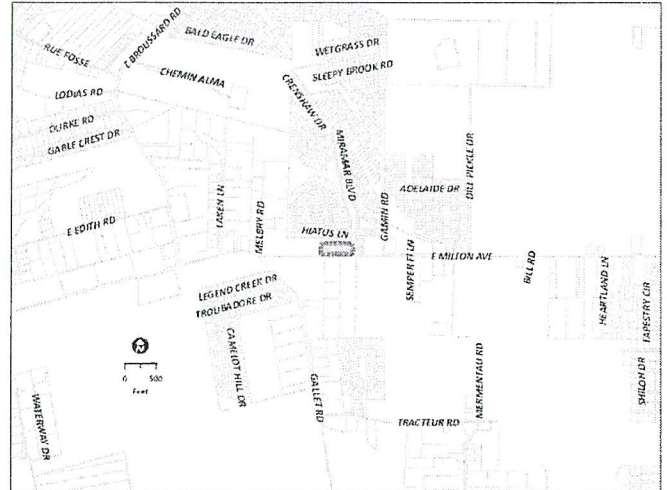 E BROUSSARD RD
BALD EAGLE DR
WETGRASS DR
RUE FOSSE
SLEEPY BROOK RD
CHEMIN ALMA
LODIAS RD
CRENSHAW DR
DURKE RD
GABLE CREST DR
MIRAMAR BLVD
DILL PICKLE DR
ADELAIDE DR
LAKEN LN
MELBRY RD
GAMIN RD
E EDITH RD
HIATUS LN
SEMPER FI LN
E MILTON AVE
BILL RD
HEARTLAND LN
TAPESTRY CIR
LEGEND CREEK DR
TROUBADORE DR
CAMELOT HILL DR
0 500
Feet
GALLET RD
MERMENTAU RD
SHILOH DR
WATERWAY DR
TRACTEUR RD